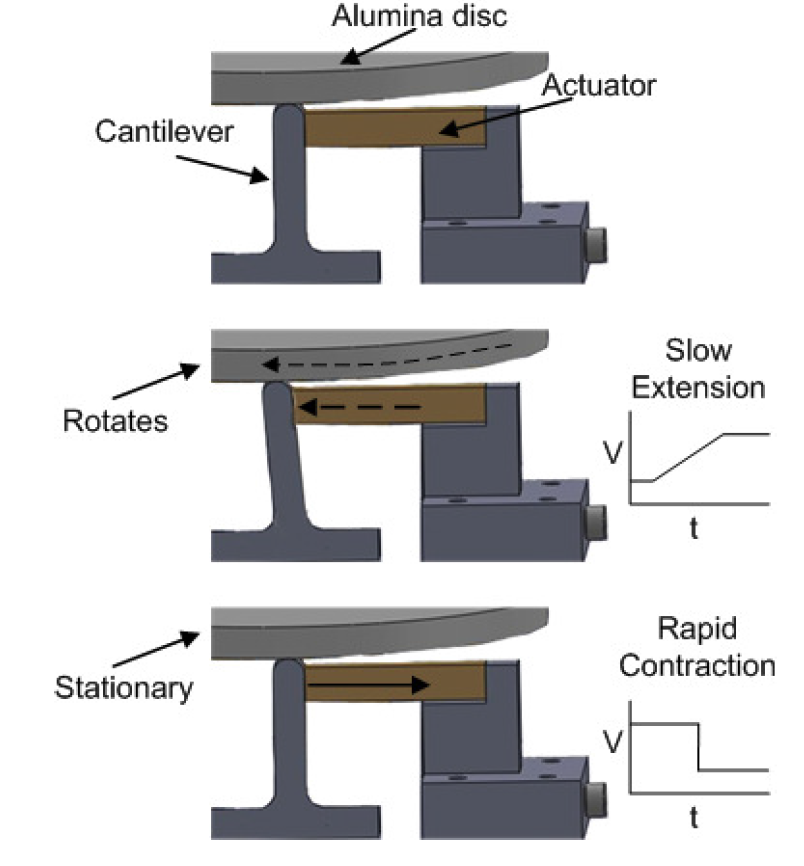 Alumina disc
Actuator
Cantilever
Slow
Extension
Rotates
V
t
Rapid
Contraction
Stationary
V
t